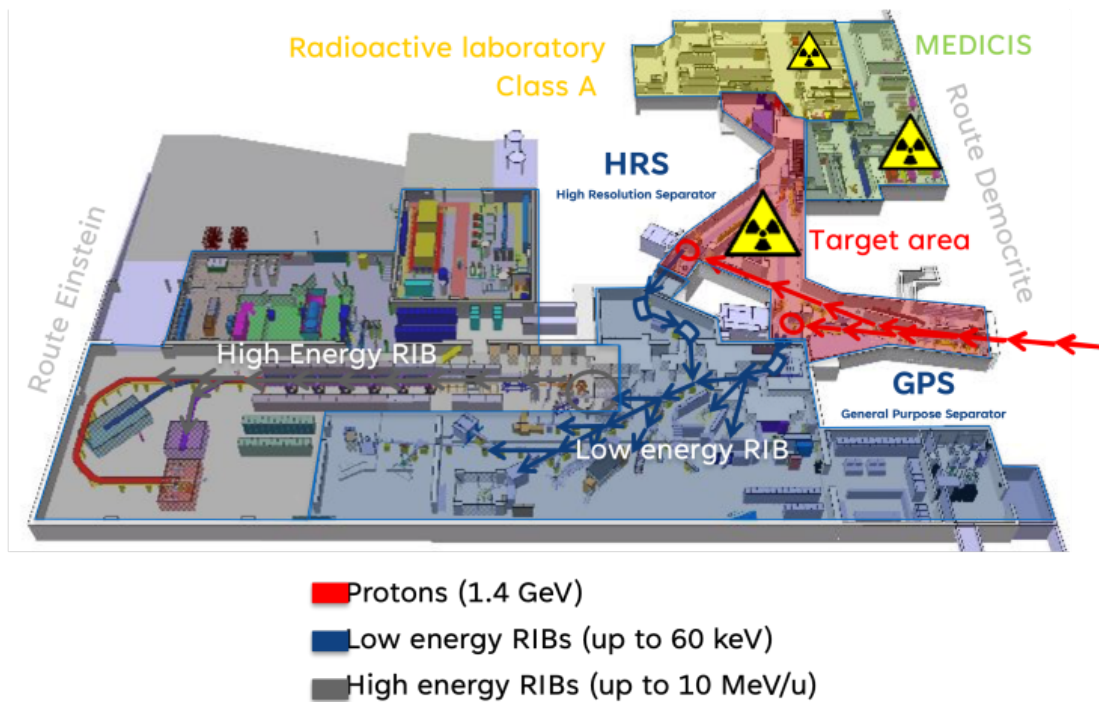 Radioactive laboratory
Class A
MEDICIS
Route Democrite
HRS
High Resolution Separator
Target area
Route Einstein
High Energy RIB
GPS
General Purpose Separator
Low energy RIB
Protons (1.4 GeV)
Low energy RIBs (up to 60 keV)
High energy RIBs (up to 10 MeV/u)